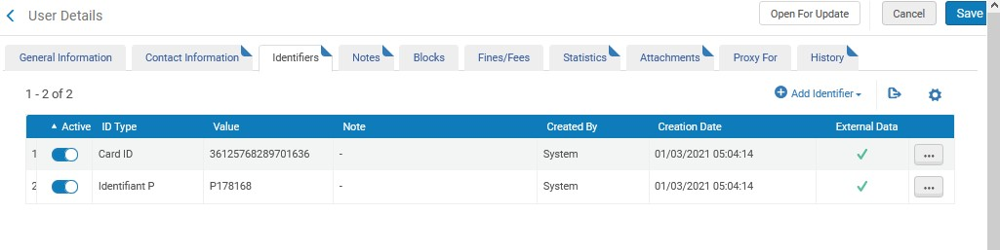 User Details Open For Update Cancel Save
General Information Contact Information Identifiers Notes Blocks Fines/Fees Statistics Attachments Proxy For History
1 - 2 of 2 Add Identifier
Active ID Type Value Note Created By Creation Date External Data
1 Card ID 36125768289701636 - System 01/03/2021 05:04:14 ...
2 Identifiant P P178168 - System 01/03/2021 05:04:14 ...